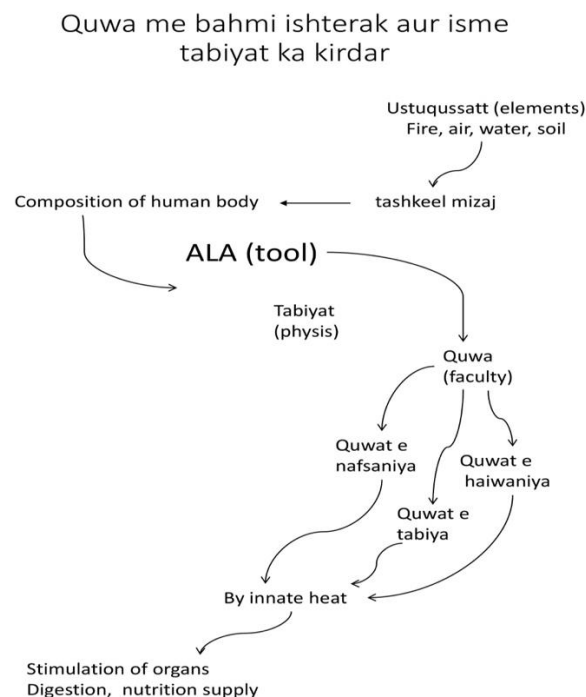 Quwa me bahmi ishterak aur isme
tabiyat ka kirdar
Ustuqussatt (elements)
Fire, air, water, soil
Composition of human body
tashkeel mizaj
ALA (tool)
Tabiyat
(physis)
Quwa
(faculty)
Quwat e
nafsaniya
Quwat e
haiwaniya
Quwat e
tabiya
By innate heat
Stimulation of organs
Digestion, nutrition supply